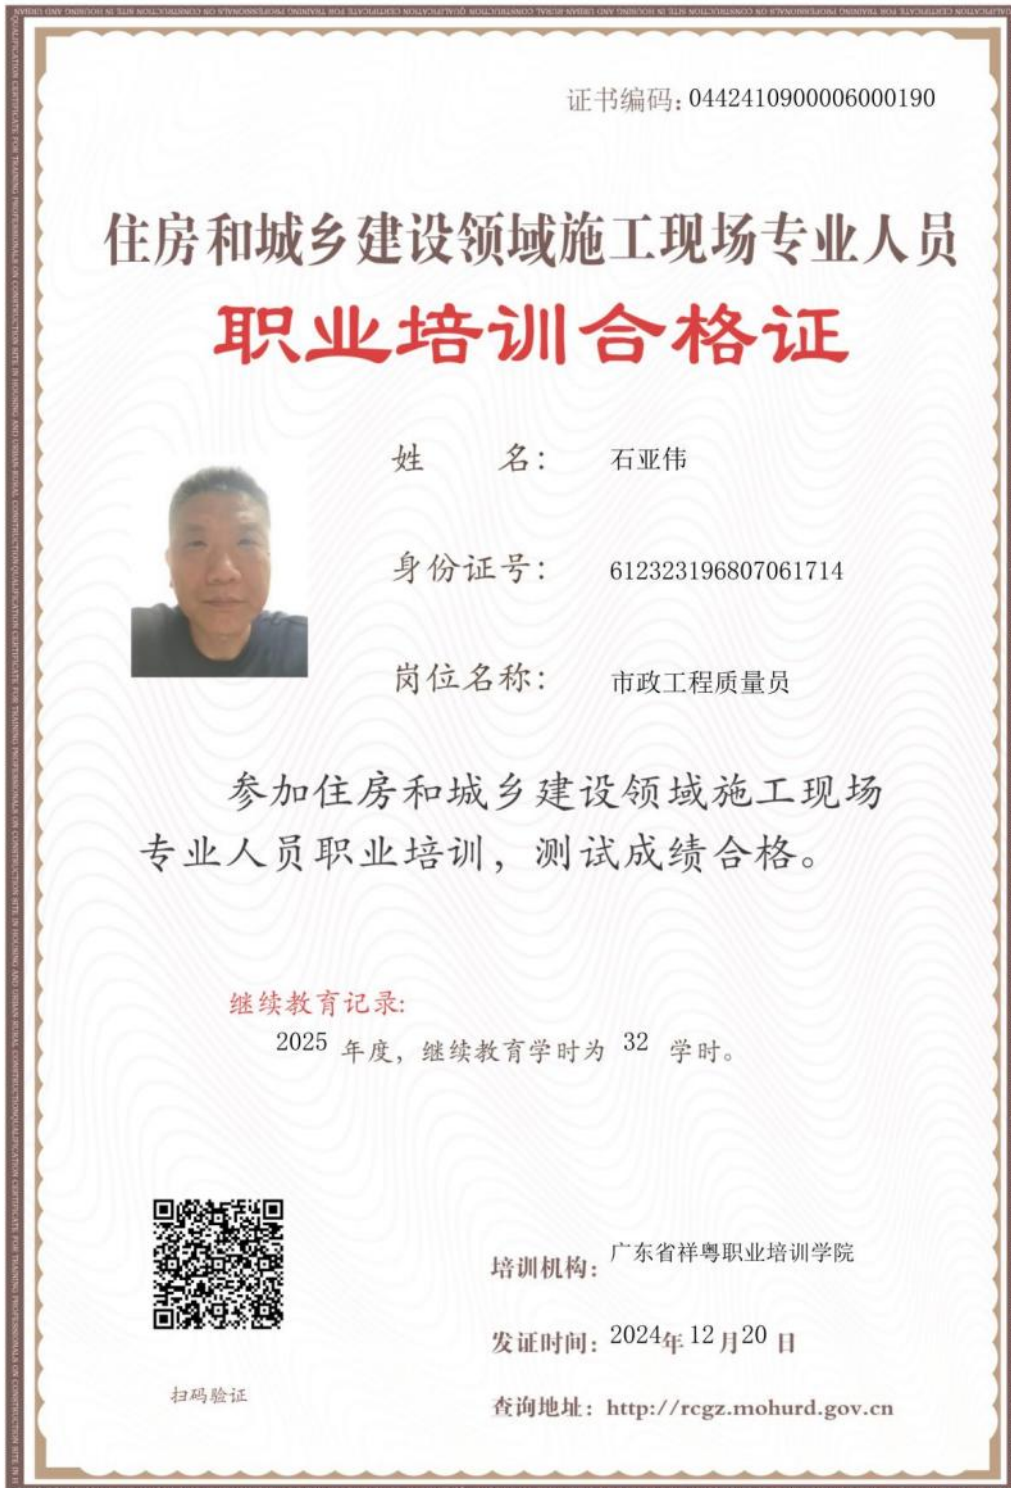 证书编码：0442410900006000190
住房和城乡建设领域施工现场专业人员
职业培训合格证
姓 名： 石亚伟
身份证号： 612323196807061714
岗位名称： 市政工程质量员
参加住房和城乡建设领域施工现场
专业人员职业培训，测试成绩合格。
继续教育记录:
2025 年度，继续教育学时为 32 学时。
培训机构：广东省祥粤职业培训学院
发证时间：2024年 12 月20 日
扫码验证
查询地址：http://rcgz.mohurd.gov.cn